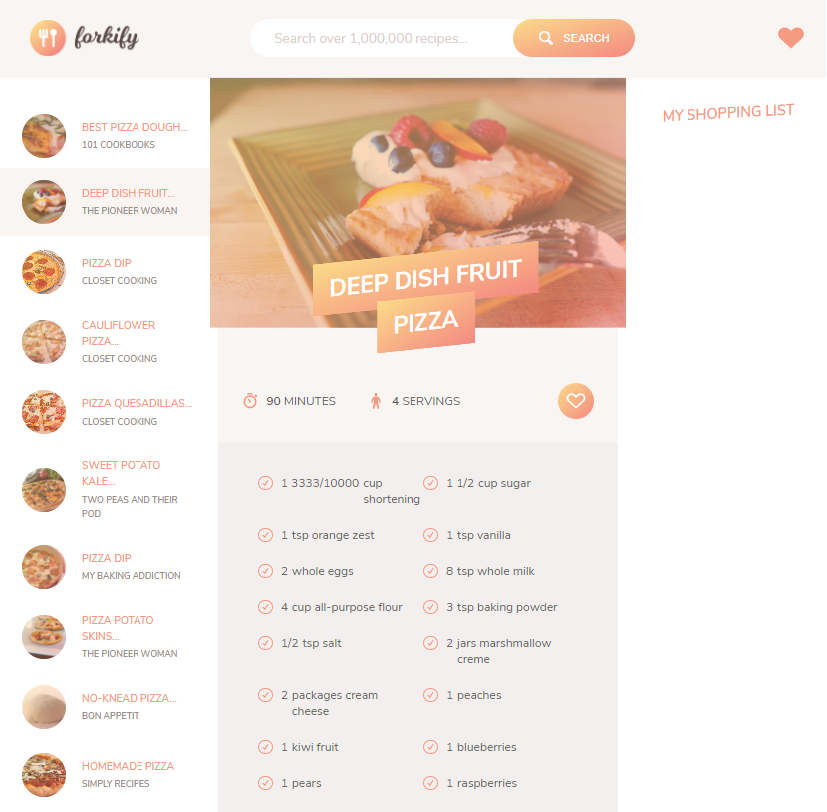 forkify
Search over 1,000,000 recipes...
SEARCH
BEST PIZZA DOUGH...
101 COOKBOOKS
DEEP DISH FRUIT...
THE PIONEER WOMAN
PIZZA DIP
CLOSET COOKING
CAULIFLOWER
PIZZA...
CLOSET COOKING
PIZZA QUESADILLAS...
CLOSET COOKING
SWEET POTATO
KALE...
TWO PEAS AND THEIR
POD
PIZZA DIP
MY BAKING ADDICTION
PIZZA POTATO
SKINS...
THE PIONEER WOMAN
NO-KNEAD PIZZA...
BON APPETIT
HOMEMADE PIZZA
SIMPLY RECIPES
DEEP DISH FRUIT
PIZZA
90 MINUTES
4 SERVINGS
1 3333/10000 cup
shortening
1 1/2 cup sugar
1 tsp orange zest
1 tsp vanilla
2 whole eggs
8 tsp whole milk
4 cup all-purpose flour
3 tsp baking powder
1/2 tsp salt
2 jars marshmallow
creme
2 packages cream
cheese
1 peaches
1 kiwi fruit
1 blueberries
1 pears
1 raspberries
MY SHOPPING LIST